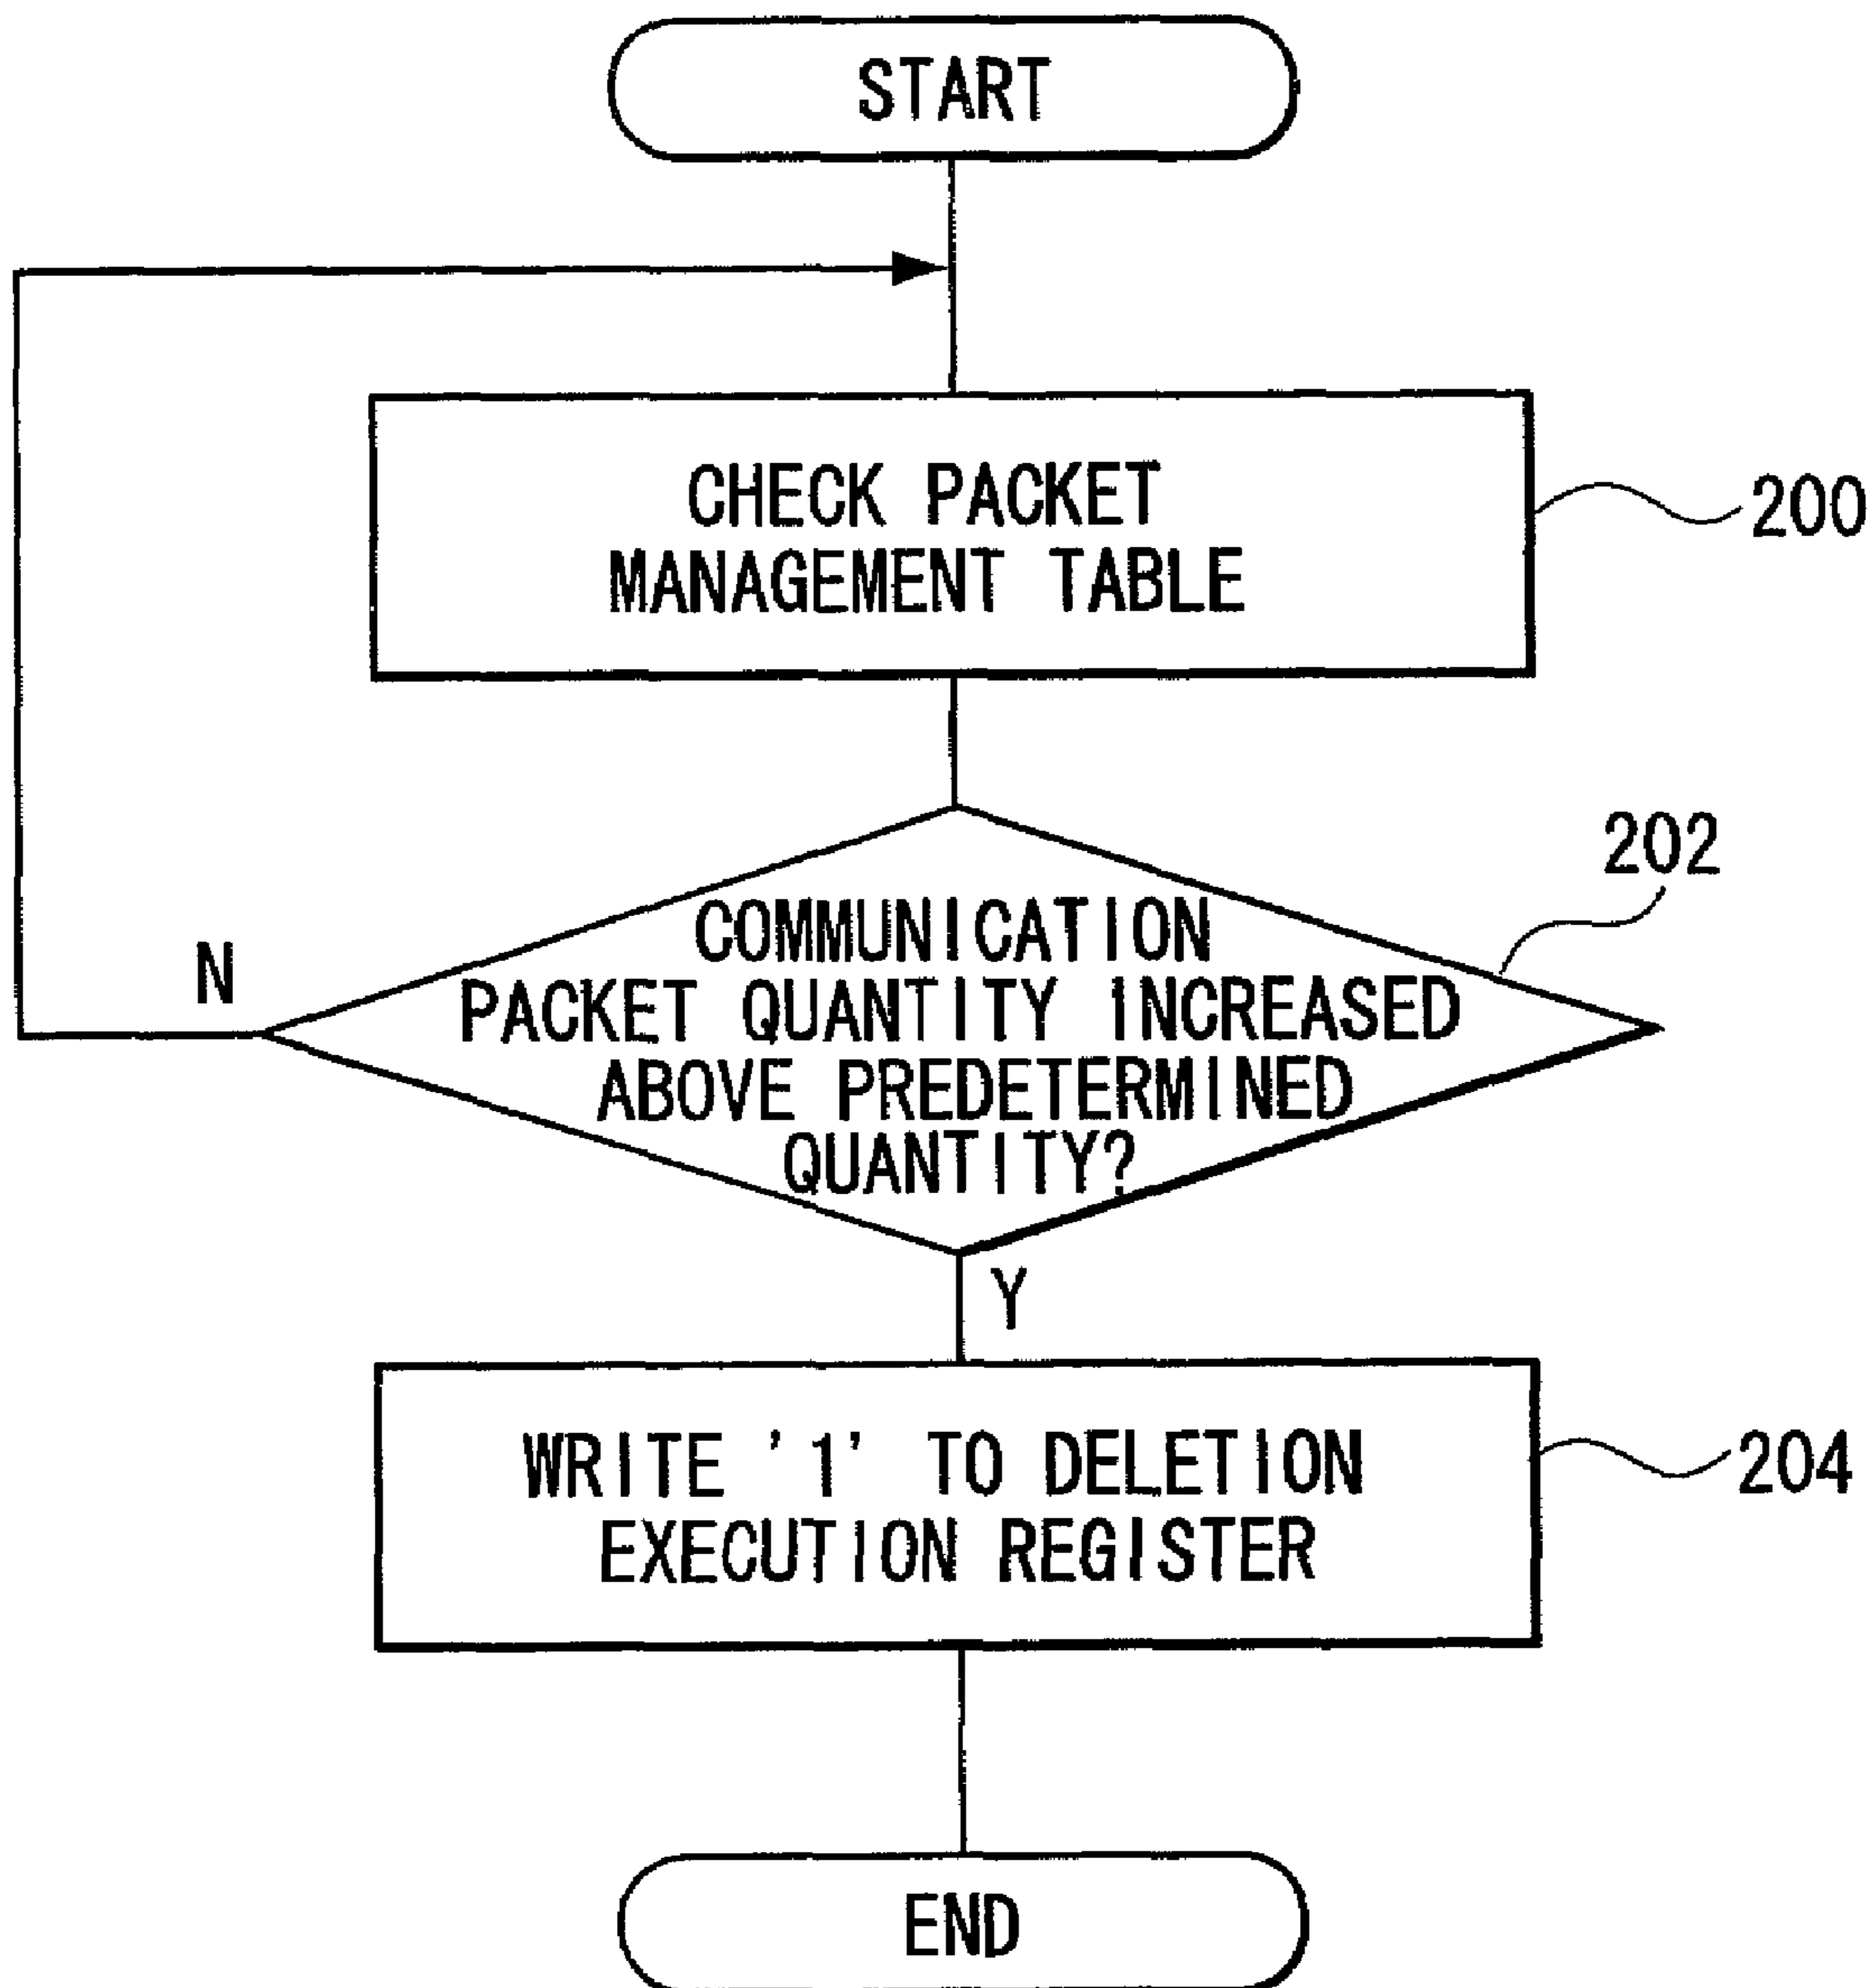 START
CHECK PACKET
MANAGEMENT TABLE
200
202
COMMUNICATION
PACKET QUANTITY INCREASED
ABOVE PREDETERMINED
QUANTITY?
N
Y
WRITE '1' TO DELETION
EXECUTION REGISTER
204
END